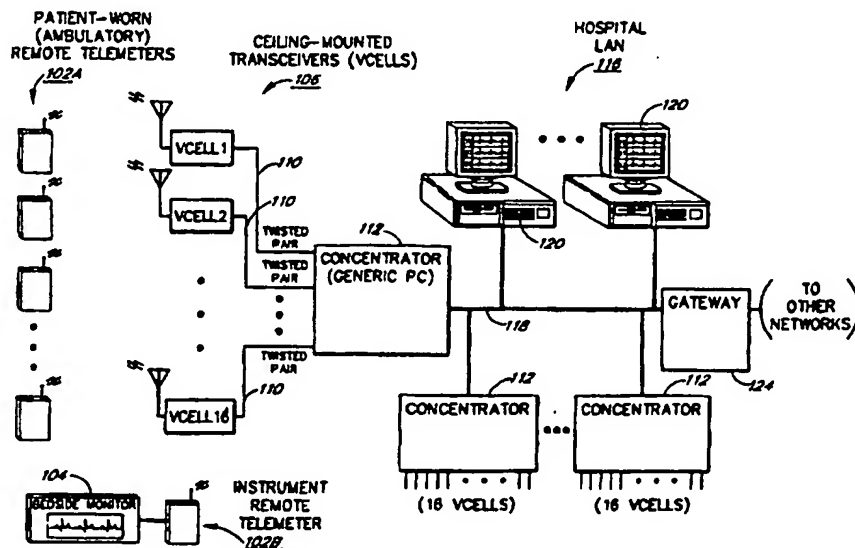 PATIENT-WORN
(AMBULATORY)
REMOTE TELEMETERS
102A
CEILING-MOUNTED
TRANSCEIVERS (VCELLS)
106
HOSPITAL
LAN
116
120
VCELL1
110
VCELL2
110
TWISTED
PAIR
TWISTED
PAIR
TWISTED
PAIR
110
VCELL16
112
CONCENTRATOR
(GENERIC PC)
120
118
GATEWAY
124
TO
OTHER
NETWORKS
112
CONCENTRATOR
(16 VCELLS)
112
CONCENTRATOR
(16 VCELLS)
104
BEDSIDE MONITOR
INSTRUMENT
REMOTE
TELEMETER
102B